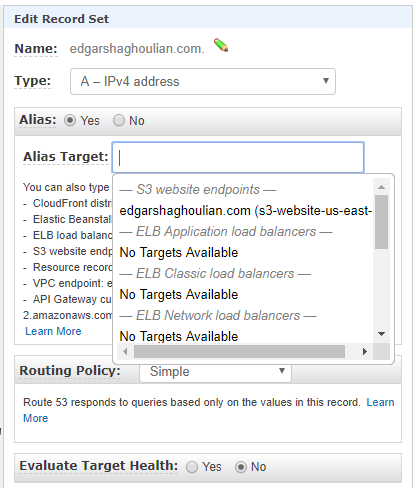 Edit Record Set
Name: edgarshaghoulian.com.
Type: A – IPv4 address
Alias: Yes No
Alias Target:
You can also type
— S3 website endpoints —
- CloudFront distri
edgarshaghoulian.com (s3-website-us-east-
- Elastic Beanstal
— ELB Application load balancers —
- ELB load balanc
No Targets Available
- S3 website endp
— ELB Classic load balancers —
- Resource record
No Targets Available
- VPC endpoint: e
— ELB Network load balancers —
- API Gateway cu
No Targets Available
2.amazonaws.com
Learn More
Routing Policy: Simple
Route 53 responds to queries based only on the values in this record. Learn
More
Evaluate Target Health: Yes No